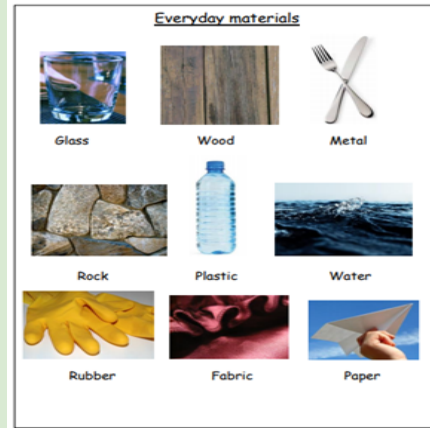 Everyday materials
Glass Wood Metal
Rock Plastic Water
Rubber Fabric Paper